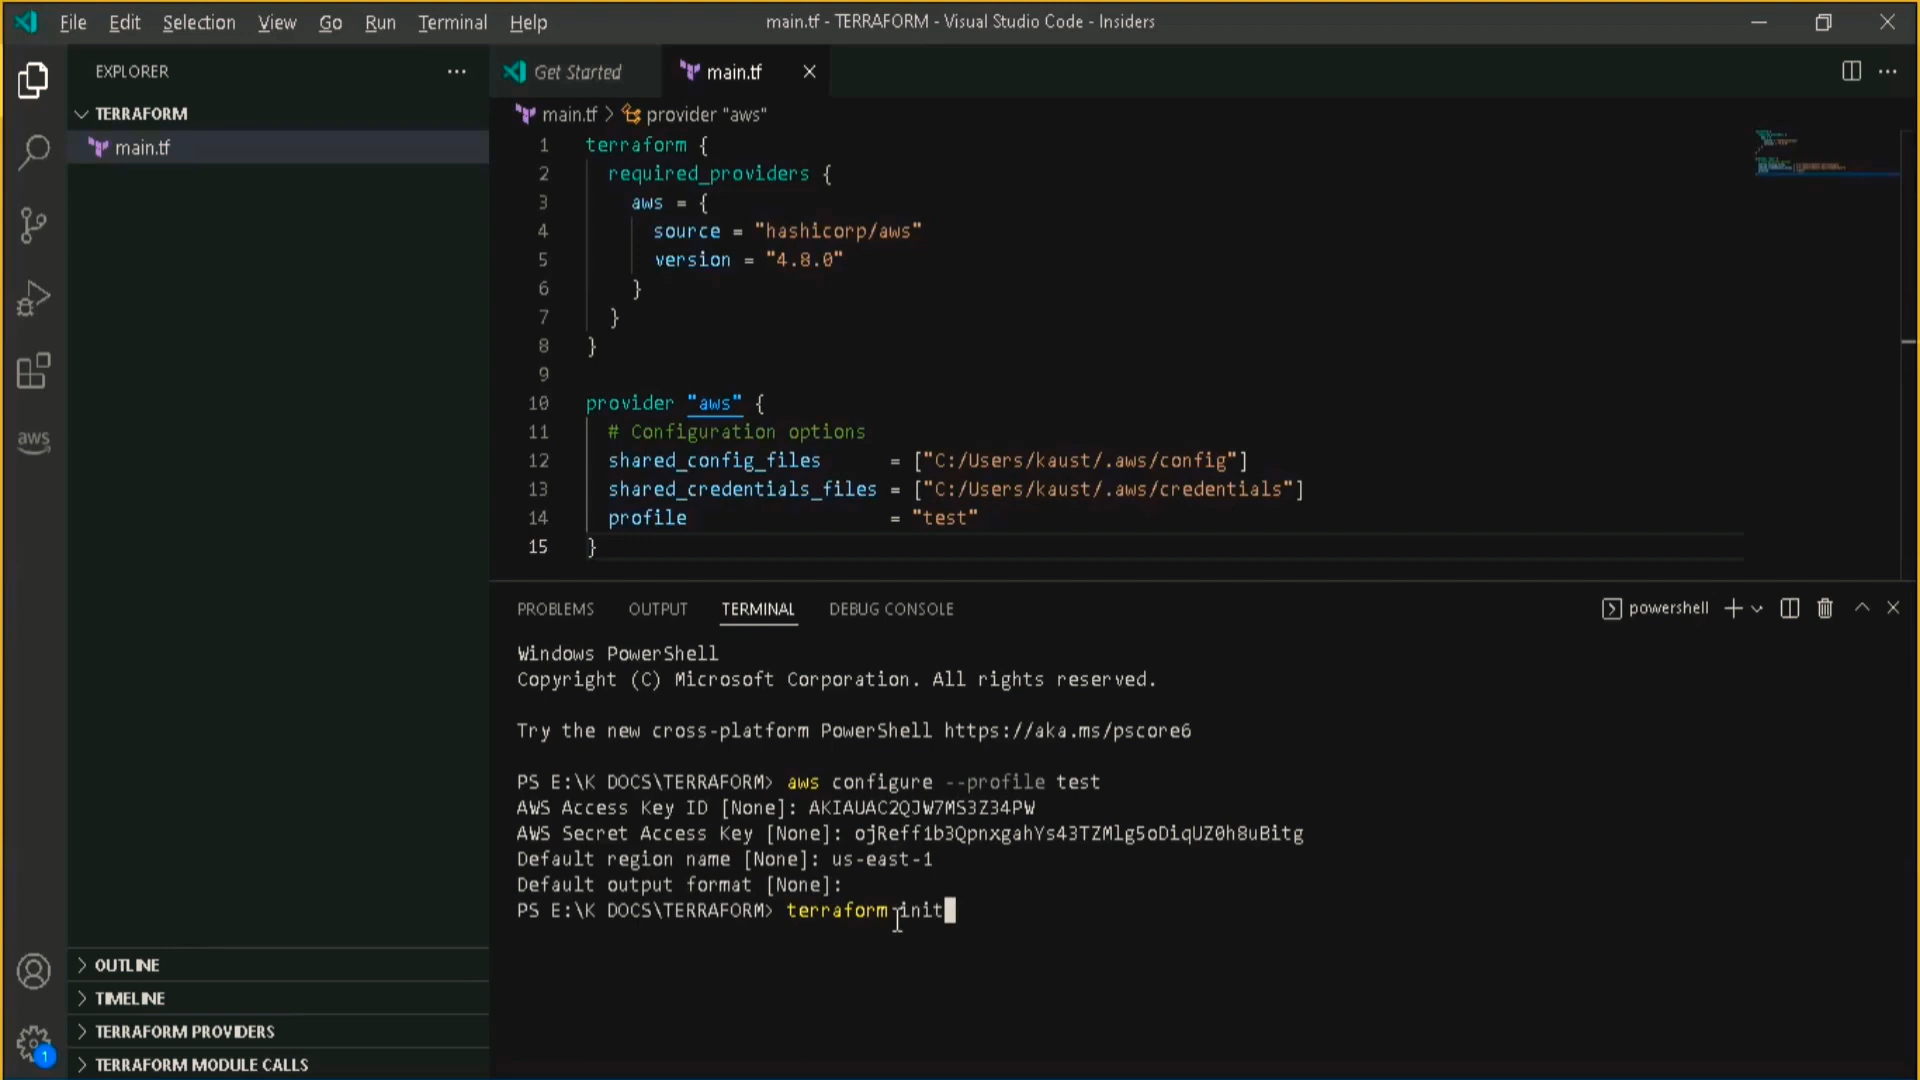 File Edit Selection View Go Run Terminal Help
main.tf - TERRAFORM - Visual Studio Code - Insiders
EXPLORER
TERRAFORM
main.tf
aws
OUTLINE
TIMELINE
TERRAFORM PROVIDERS
TERRAFORM MODULE CALLS
1
Get Started
main.tf
main.tf > provider "aws"
1 terraform {
2 required_providers {
3 aws = {
4 source = "hashicorp/aws"
5 version = "4.8.0"
6 }
7 }
8 }
9
10 provider "aws" {
11 # Configuration options
12 shared_config_files = ["C:/Users/kaust/.aws/config"]
13 shared_credentials_files = ["C:/Users/kaust/.aws/credentials"]
14 profile = "test"
15 }
PROBLEMS OUTPUT TERMINAL DEBUG CONSOLE
powershell
Windows PowerShell
Copyright (C) Microsoft Corporation. All rights reserved.
Try the new cross-platform PowerShell https://aka.ms/pscore6
PS E:\K DOCS\TERRAFORM> aws configure --profile test
AWS Access Key ID [None]: AKIAUAC2QJW7MS3Z34PW
AWS Secret Access Key [None]: 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
Default region name [None]: us-east-1
Default output format [None]:
PS E:\K DOCS\TERRAFORM> terraform init